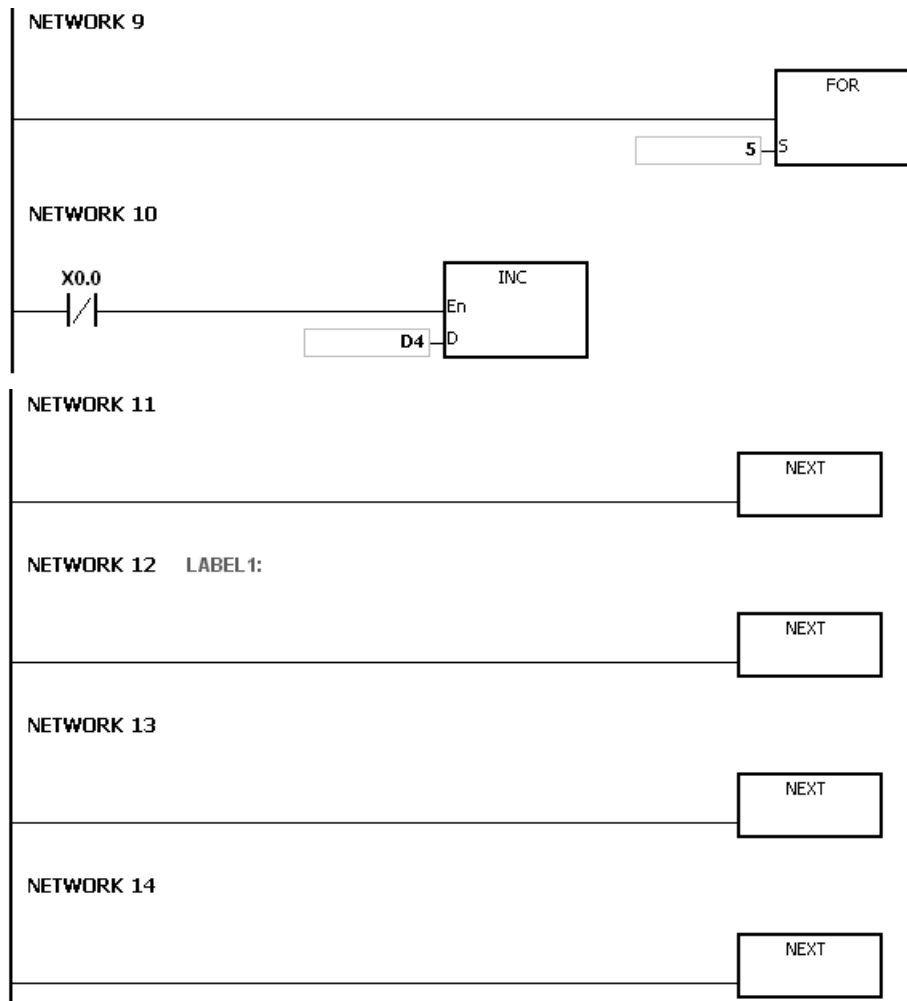 NETWORK 9
FOR
5 S
NETWORK 10
X0.0
INC
En
D4 D
NETWORK 11
NEXT
NETWORK 12 LABEL1:
NEXT
NETWORK 13
NEXT
NETWORK 14
NEXT